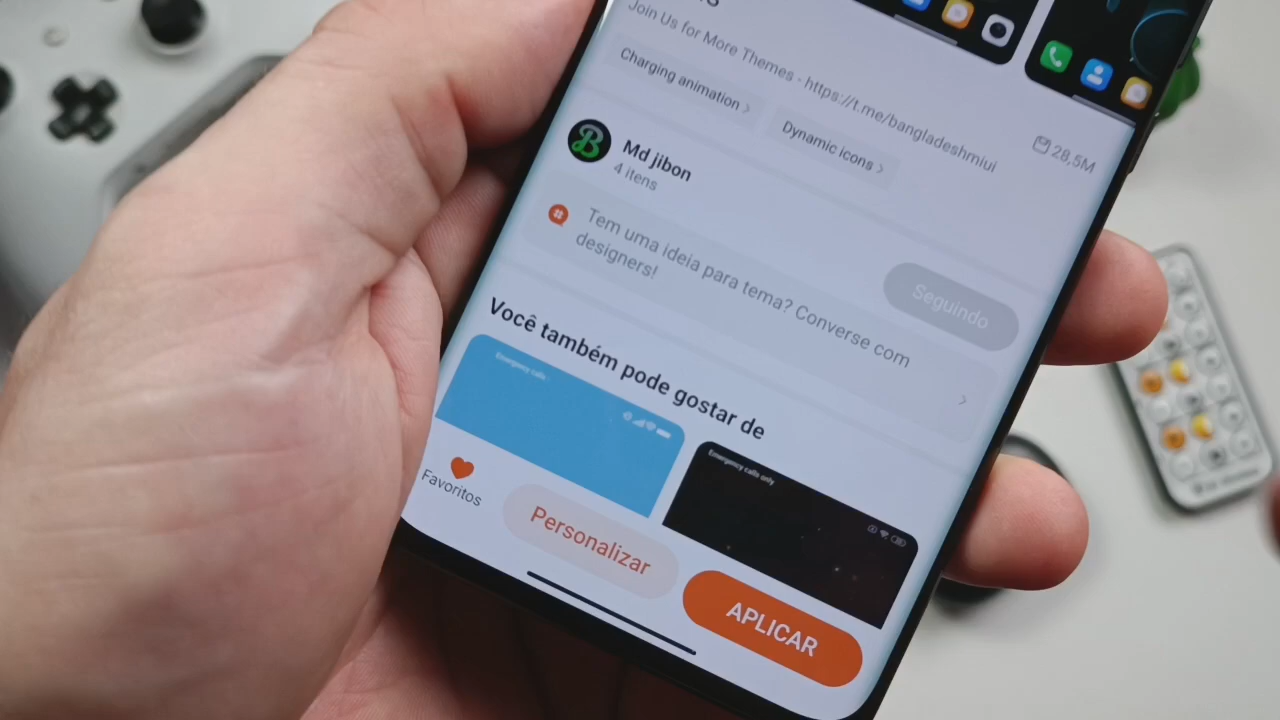 Join Us for More Themes - https://t.me/bangladeshmiui
28,5M
Charging animation
Dynamic icons
Md jibon
4 itens
Seguindo
Tem uma ideia para tema? Converse com
designers!
Você também pode gostar de
Emergency calls
Emergency calls only
Favoritos
Personalizar
APLICAR